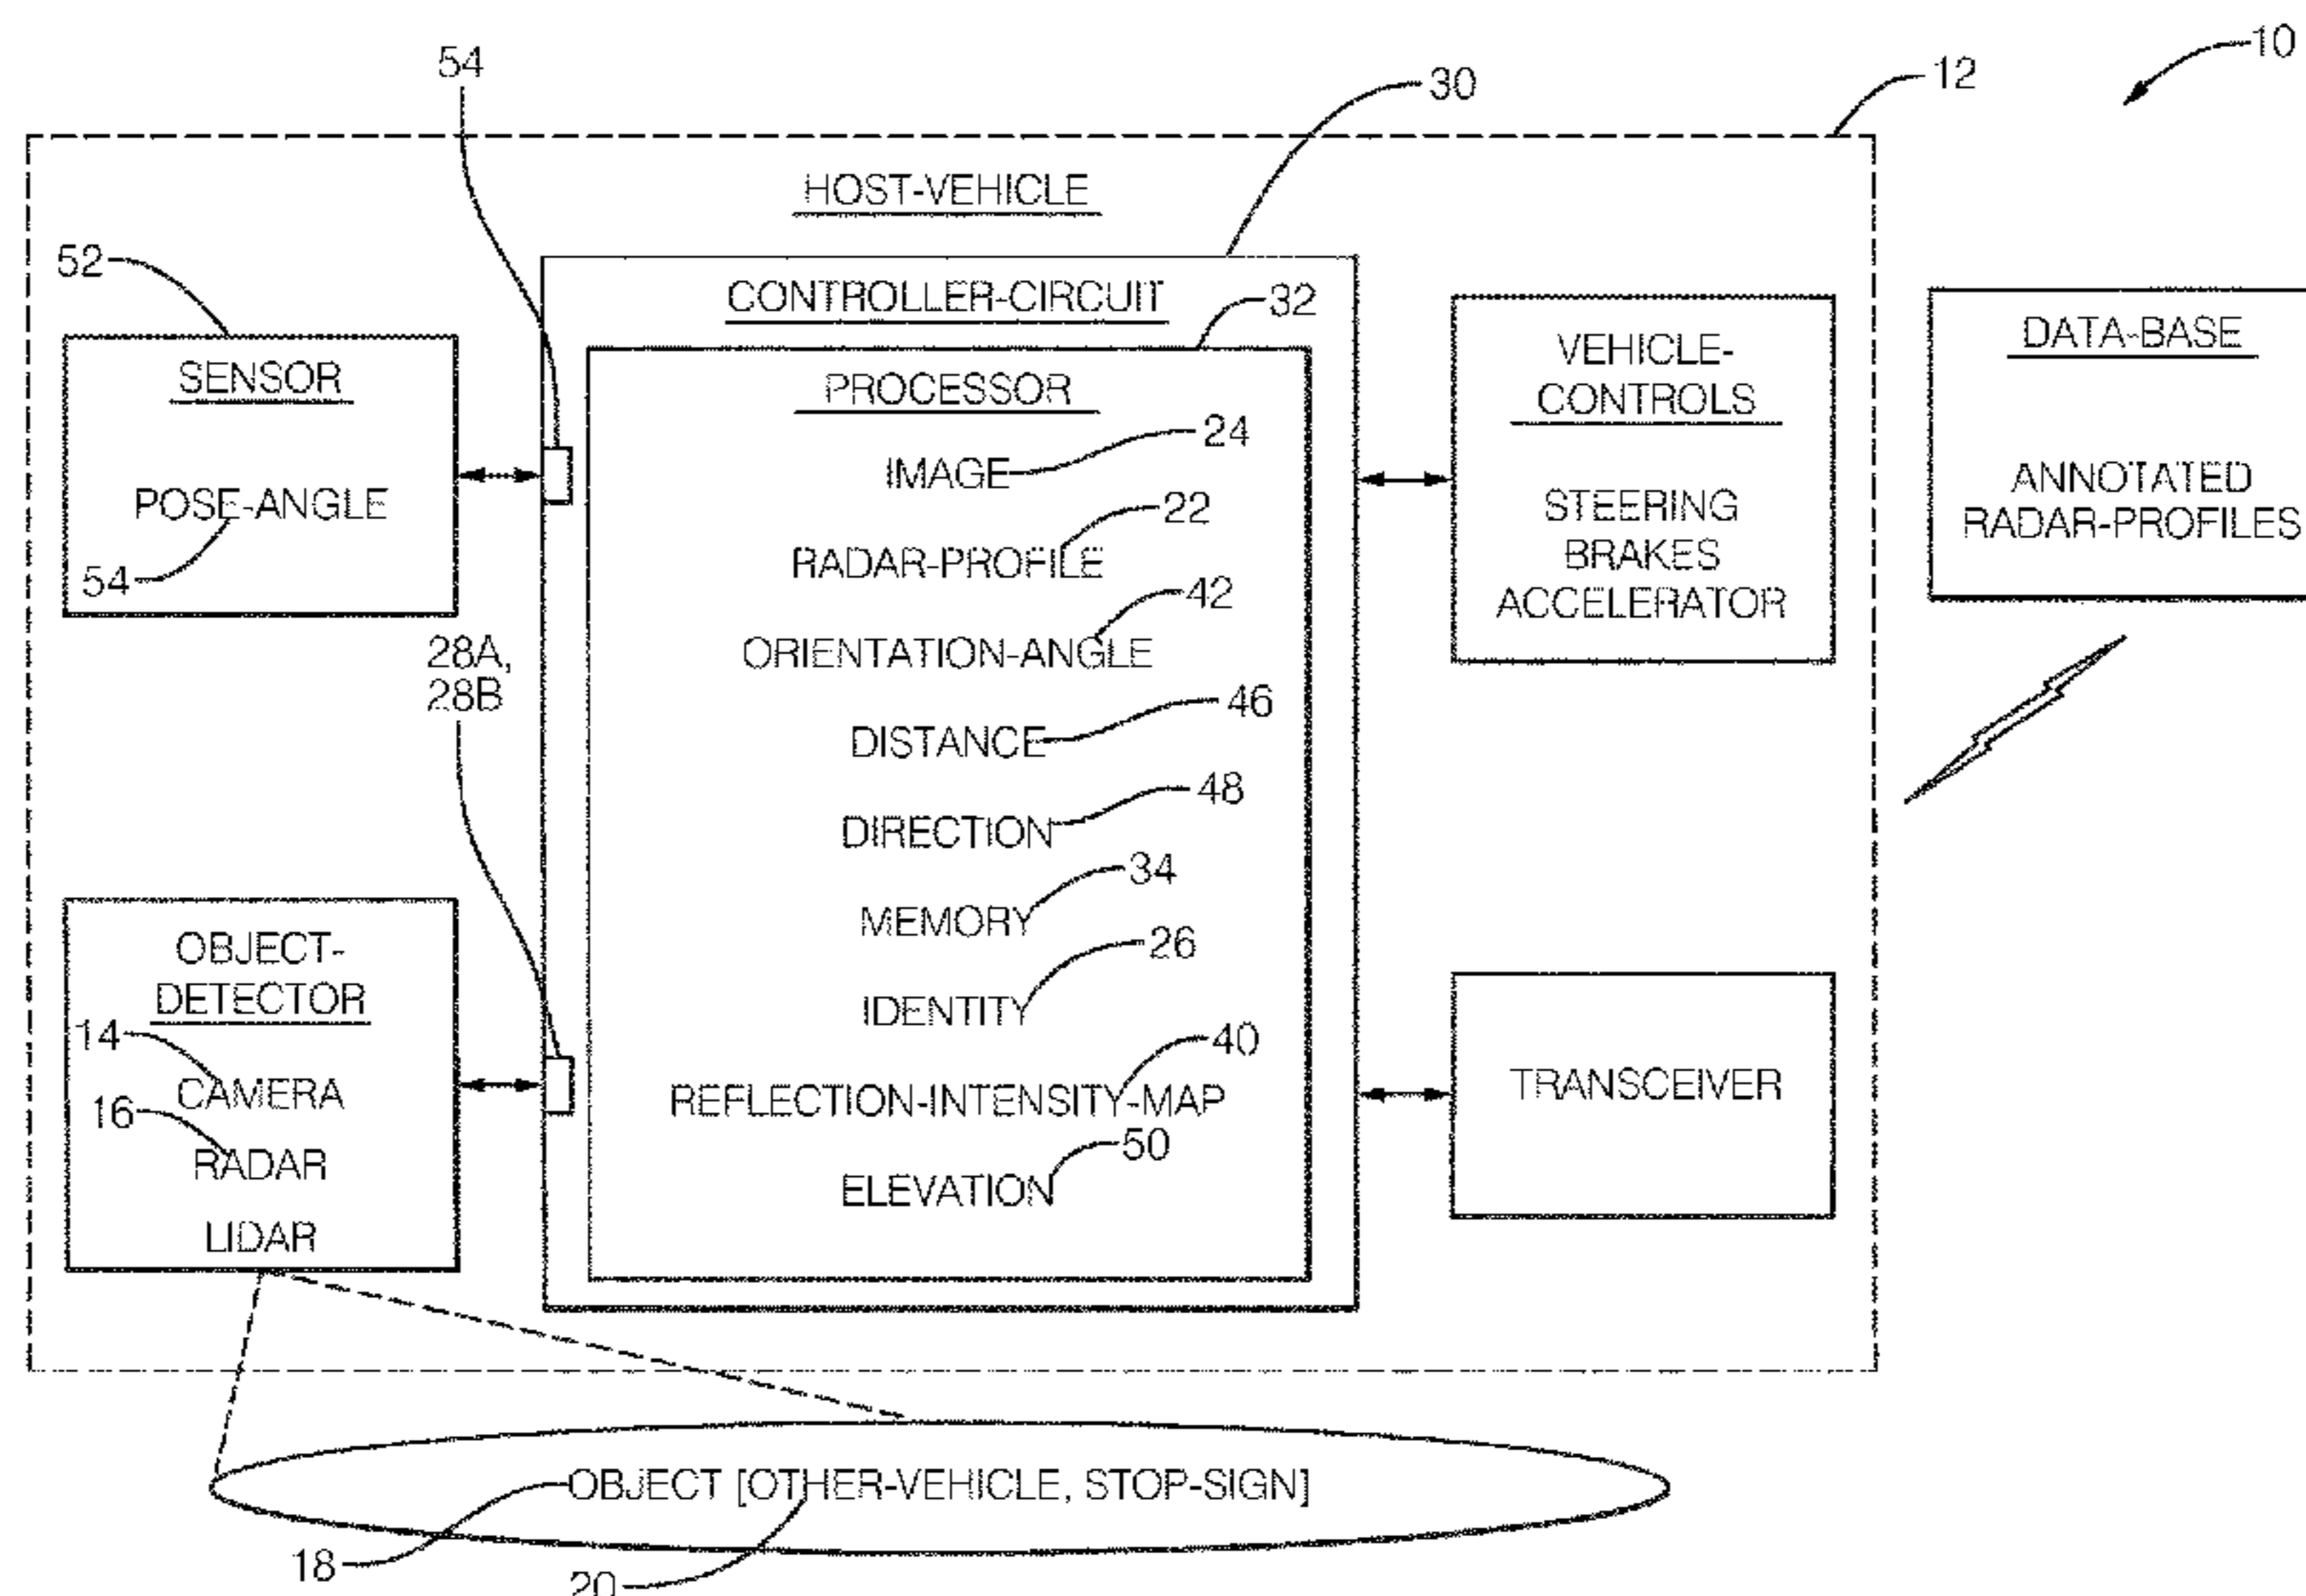 10
12
54
30
HOST-VEHICLE
52
SENSOR
POSE-ANGLE
54
28A,
28B
OBJECT-
DETECTOR
14
CAMERA
16
RADAR
LIDAR
CONTROLLER-CIRCUIT
32
PROCESSOR
24
IMAGE
22
RADAR-PROFILE
42
ORIENTATION-ANGLE
46
DISTANCE
48
DIRECTION
34
MEMORY
26
IDENTITY
40
REFLECTION-INTENSITY-MAP
50
ELEVATION
VEHICLE-
CONTROLS
STEERING
BRAKES
ACCELERATOR
TRANSCEIVER
DATA-BASE
ANNOTATED
RADAR-PROFILES
OBJECT [OTHER-VEHICLE, STOP-SIGN]
18
20